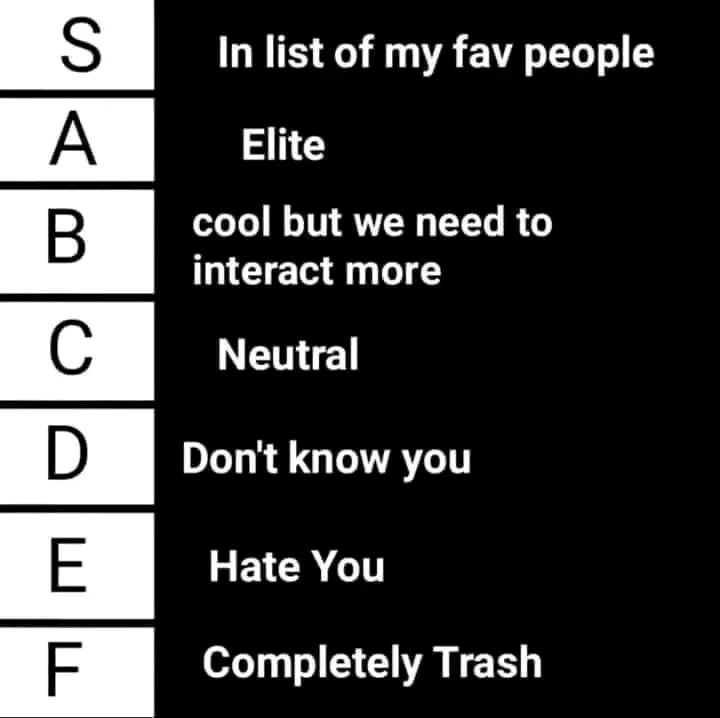 S
In list of my fav people
A
Elite
B
cool but we need to
interact more
C
Neutral
D
Don't know you
E
Hate You
F
Completely Trash